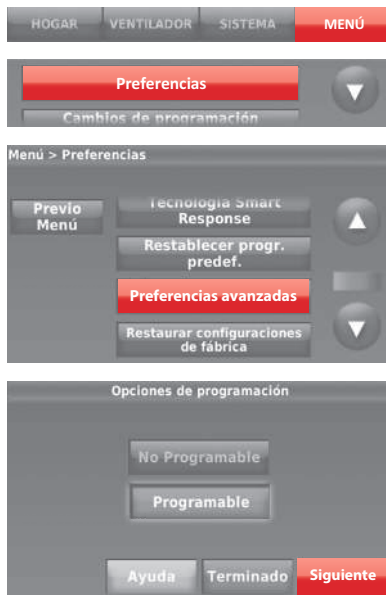 HOGAR VENTILADOR SISTEMA MENÚ
Preferencias
Cambios de programación
Menú > Preferencias
Previo
Menú
Tecnología Smart
Response
Restablecer progr.
predef.
Preferencias avanzadas
Restaurar configuraciones
de fábrica
Opciones de programación
No Programable
Programable
Ayuda Terminado Siguiente